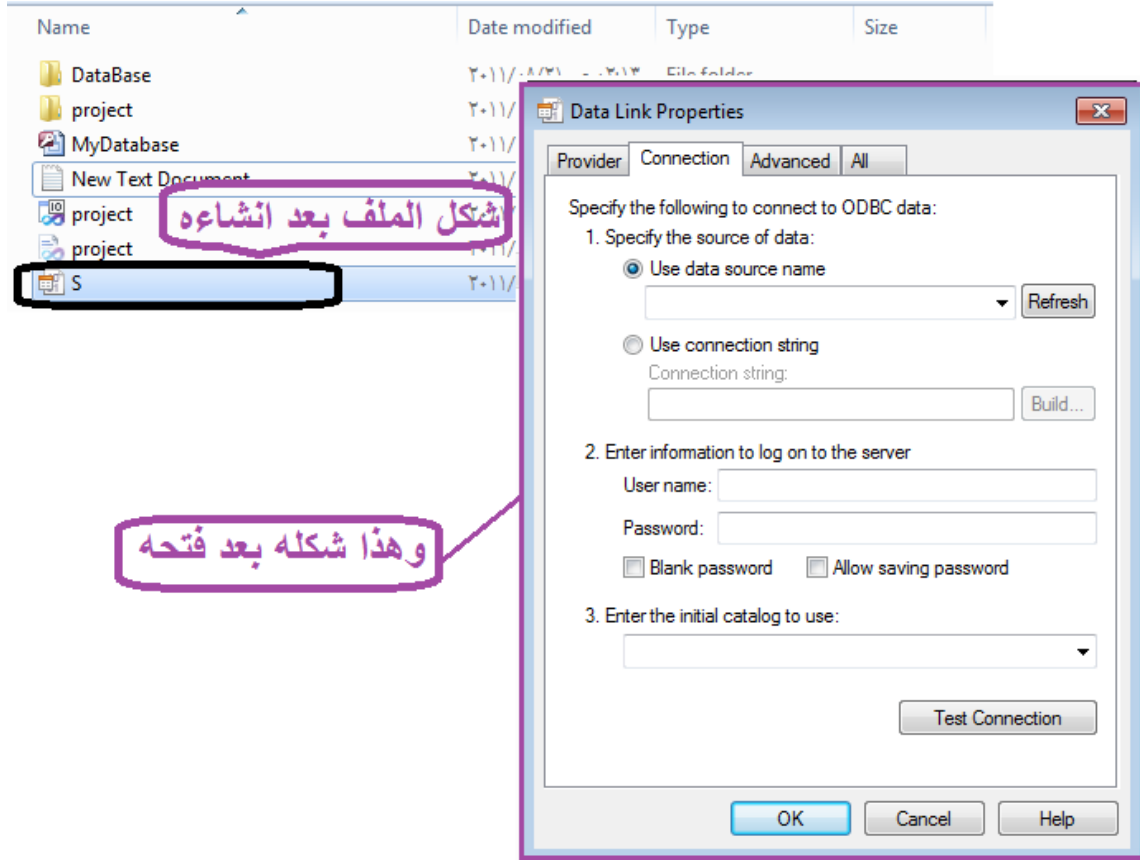 Name Date modified Type Size
DataBase
project ٢٠١١/
MyDatabase ٢٠١١/
New Text Document
project
project
S ٢٠١١/
شكل الملف بعد انشاءه
وهذا شكله بعد فتحه
Data Link Properties
Provider Connection Advanced All
Specify the following to connect to ODBC data:
1. Specify the source of data:
Use data source name
Refresh
Use connection string
Connection string:
Build...
2. Enter information to log on to the server
User name:
Password:
Blank password Allow saving password
3. Enter the initial catalog to use:
Test Connection
OK Cancel Help